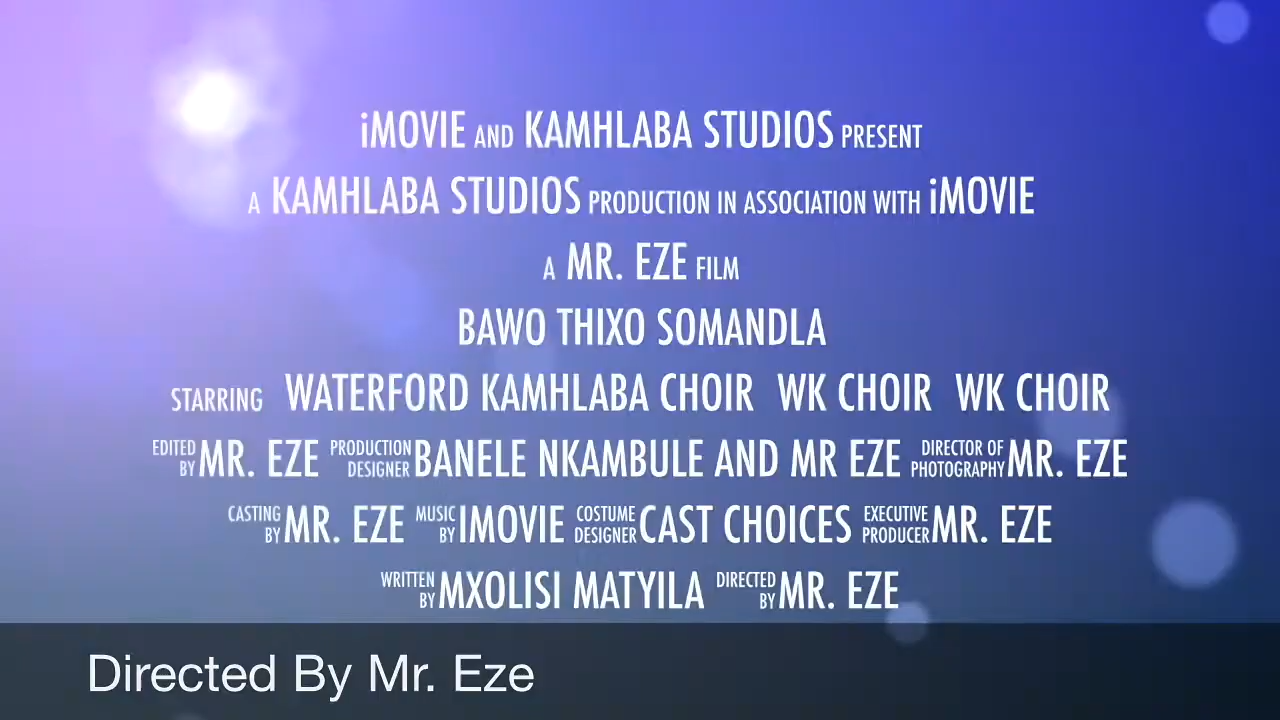 iMOVIE AND KAMHLABA STUDIOS PRESENT
A KAMHLABA STUDIOS PRODUCTION IN ASSOCIATION WITH iMOVIE
A MR. EZE FILM
BAWO THIXO SOMANDLA
STARRING WATERFORD KAMHLABA CHOIR WK CHOIR WK CHOIR
EDITED BY MR. EZE PRODUCTION DESIGNER BANELE NKAMBULE AND MR EZE DIRECTOR OF PHOTOGRAPHY MR. EZE
CASTING BY MR. EZE MUSIC BY IMOVIE COSTUME DESIGNER CAST CHOICES EXECUTIVE PRODUCER MR. EZE
WRITTEN BY MXOLISI MATYILA DIRECTED BY MR. EZE
Directed By Mr. Eze